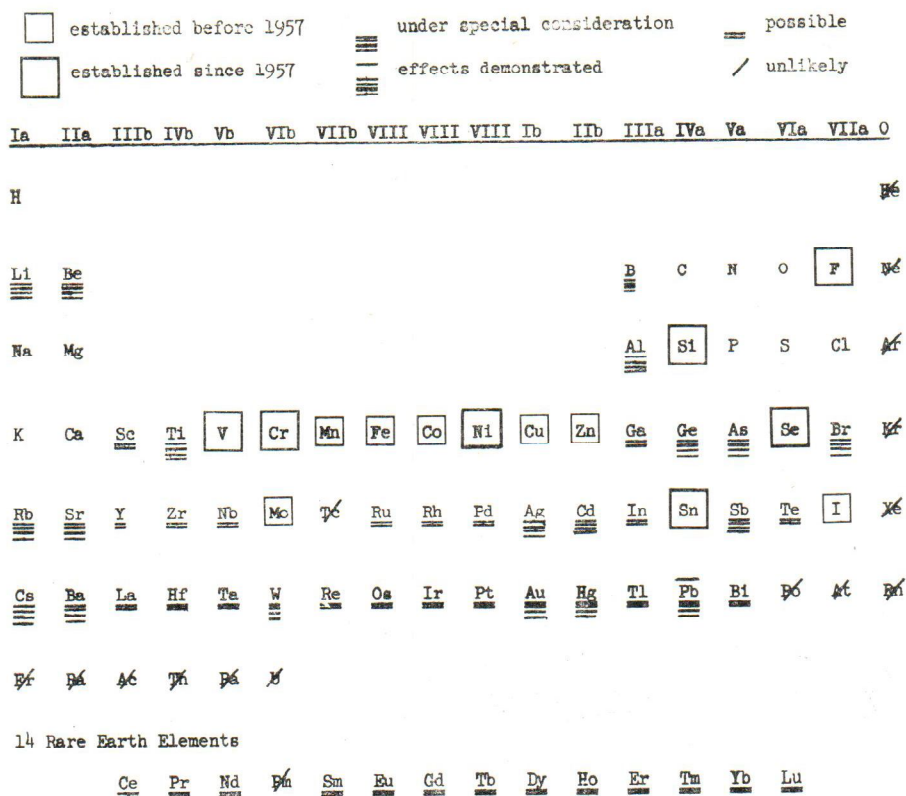 established before 1957 under special consideration possible
established since 1957 effects demonstrated unlikely
Ia IIa IIIb IVb Vb VIb VIIb VIII VIII VIII Ib IIb IIIa IVa Va VIa VIIa O
H He
Li Be B C N O F Ne
Na Mg Al Si P S Cl Ar
K Ca Sc Ti V Cr Mn Fe Co Ni Cu Zn Ga Ge As Se Br Kr
Rb Sr Y Zr Nb Mo Tc Ru Rh Pd Ag Cd In Sn Sb Te I Xe
Cs Ba La Hf Ta W Re Os Ir Pt Au Hg Tl Pb Bi Po At Rn
Fr Ra Ac Th Pa U
14 Rare Earth Elements
Ce Pr Nd Pm Sm Eu Gd Tb Dy Ho Er Tm Yb Lu